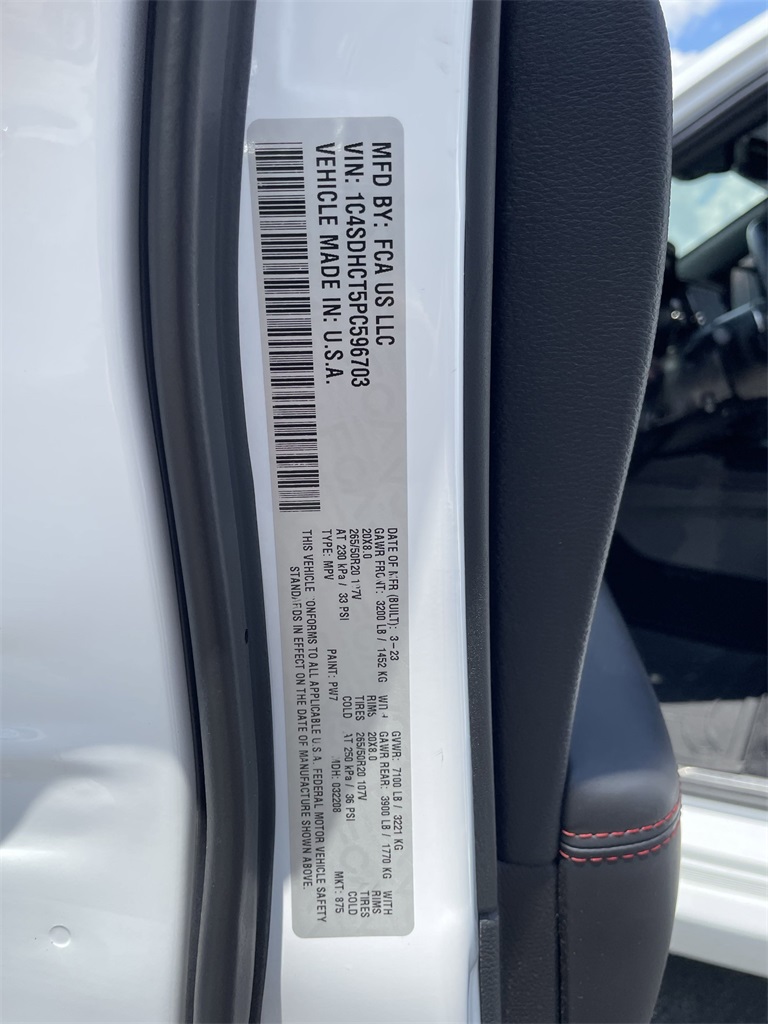 MFD BY: FCA US LLC
VIN: 1C4SDHCT5PC596703
VEHICLE MADE IN: U.S.A.
DATE OF MFR (BUILT): 3-23 GVWR: 7100 LB / 3221 KG
GAWR FRONT: 3200 LB / 1452 KG WITH GAWR REAR: 3900 LB / 1770 KG WITH
20X8.0 RIMS 20X8.0 RIMS
265/50R20 107V TIRES 265/50R20 107V TIRES
AT 230 kPa / 33 PSI COLD AT 250 kPa / 36 PSI COLD
TYPE: MPV PAINT: PW7 MDH: 032208 MKT: 875
THIS VEHICLE CONFORMS TO ALL APPLICABLE U.S.A. FEDERAL MOTOR VEHICLE SAFETY
STANDARDS IN EFFECT ON THE DATE OF MANUFACTURE SHOWN ABOVE.